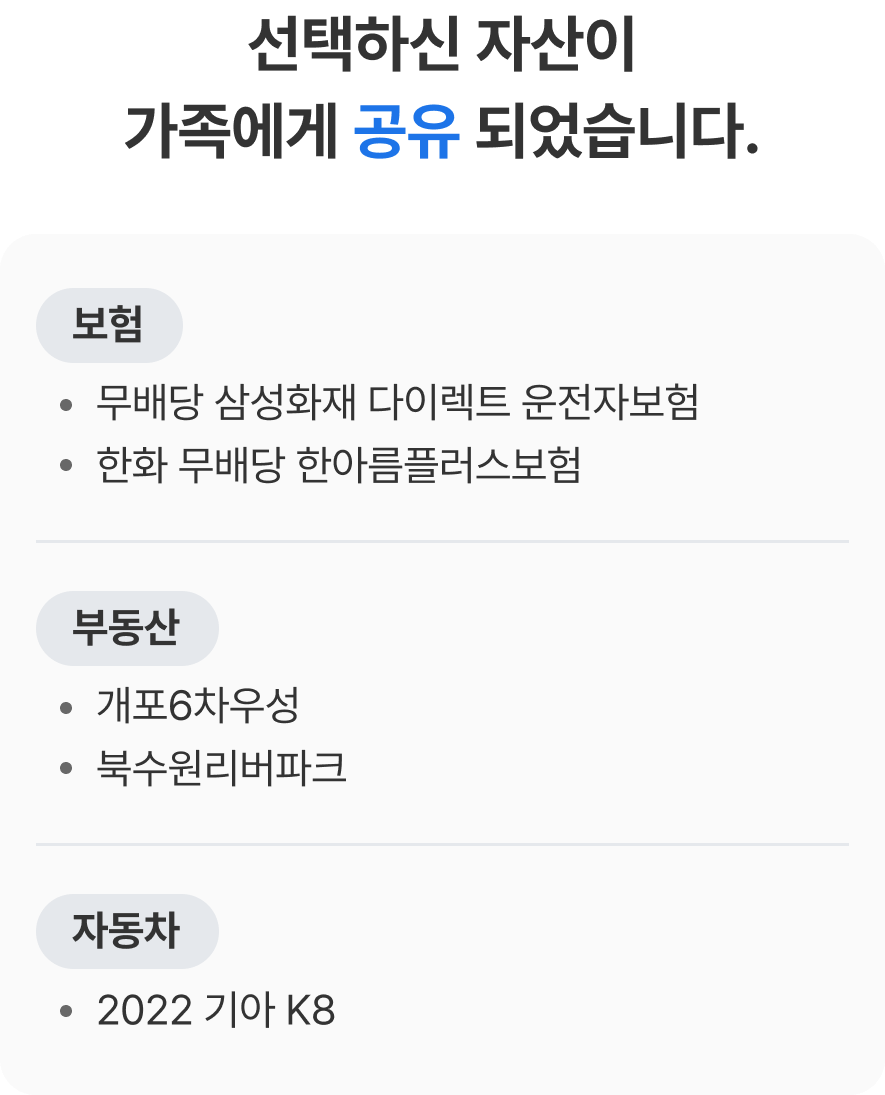 선택하신 자산이
가족에게 공유 되었습니다.
보험
• 무배당 삼성화재 다이렉트 운전자보험
• 한화 무배당 한아름플러스보험
부동산
• 개포6차우성
• 북수원리버파크
자동차
• 2022 기아 K8